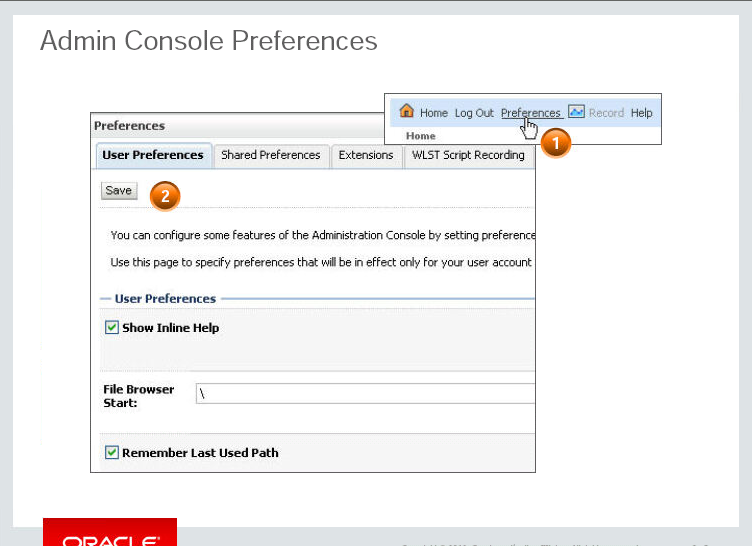 Admin Console Preferences
Home Log Out Preferences Record Help
Home
1
Preferences
User Preferences Shared Preferences Extensions WLST Script Recording
Save
2
You can configure some features of the Administration Console by setting preference
Use this page to specify preferences that will be in effect only for your user account
User Preferences
Show Inline Help
File Browser
Start:
\
Remember Last Used Path
ORACLE